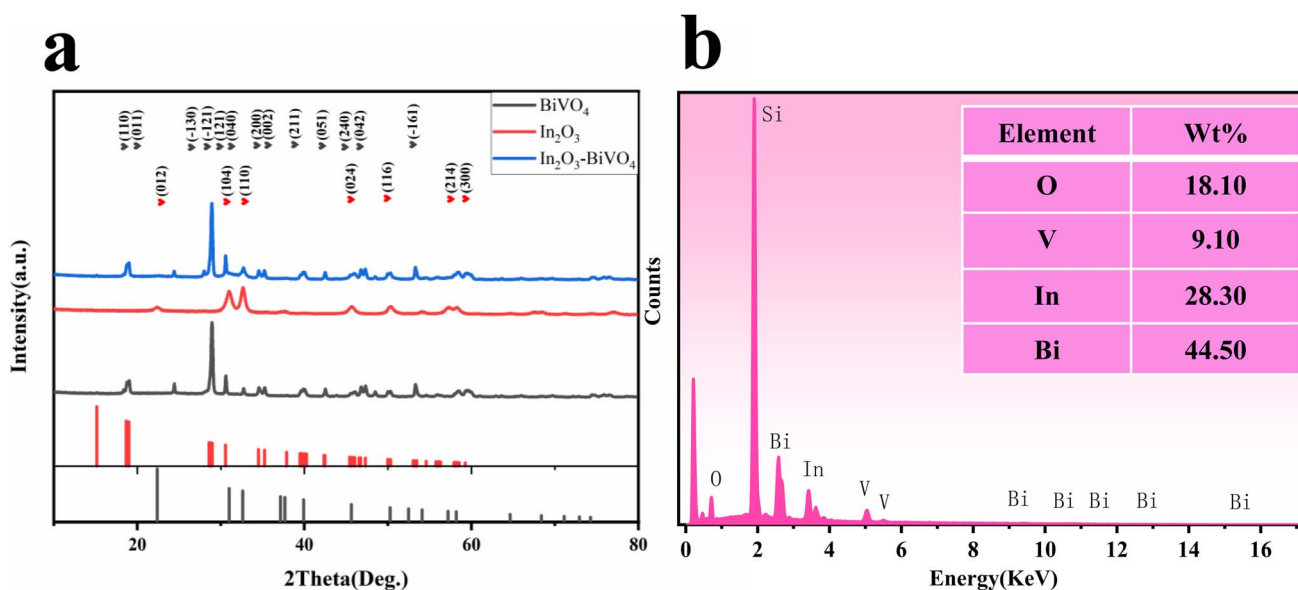 a
(110)
(011)
(-130)
(-121)
(121)
(040)
(200)
(002)
(211)
(051)
(240)
(042)
(-161)
BiVO₄
In₂O₃
In₂O₃-BiVO₄
(012)
(104)
(110)
(024)
(116)
(214)
(300)
Intensity(a.u.)
20
40
60
80
2Theta(Deg.)
b
Si
Element Wt%
O 18.10
V 9.10
In 28.30
Bi 44.50
Counts
O
Bi
In
V
V
Bi
Bi
Bi
Bi
Bi
0 2 4 6 8 10 12 14 16
Energy(KeV)